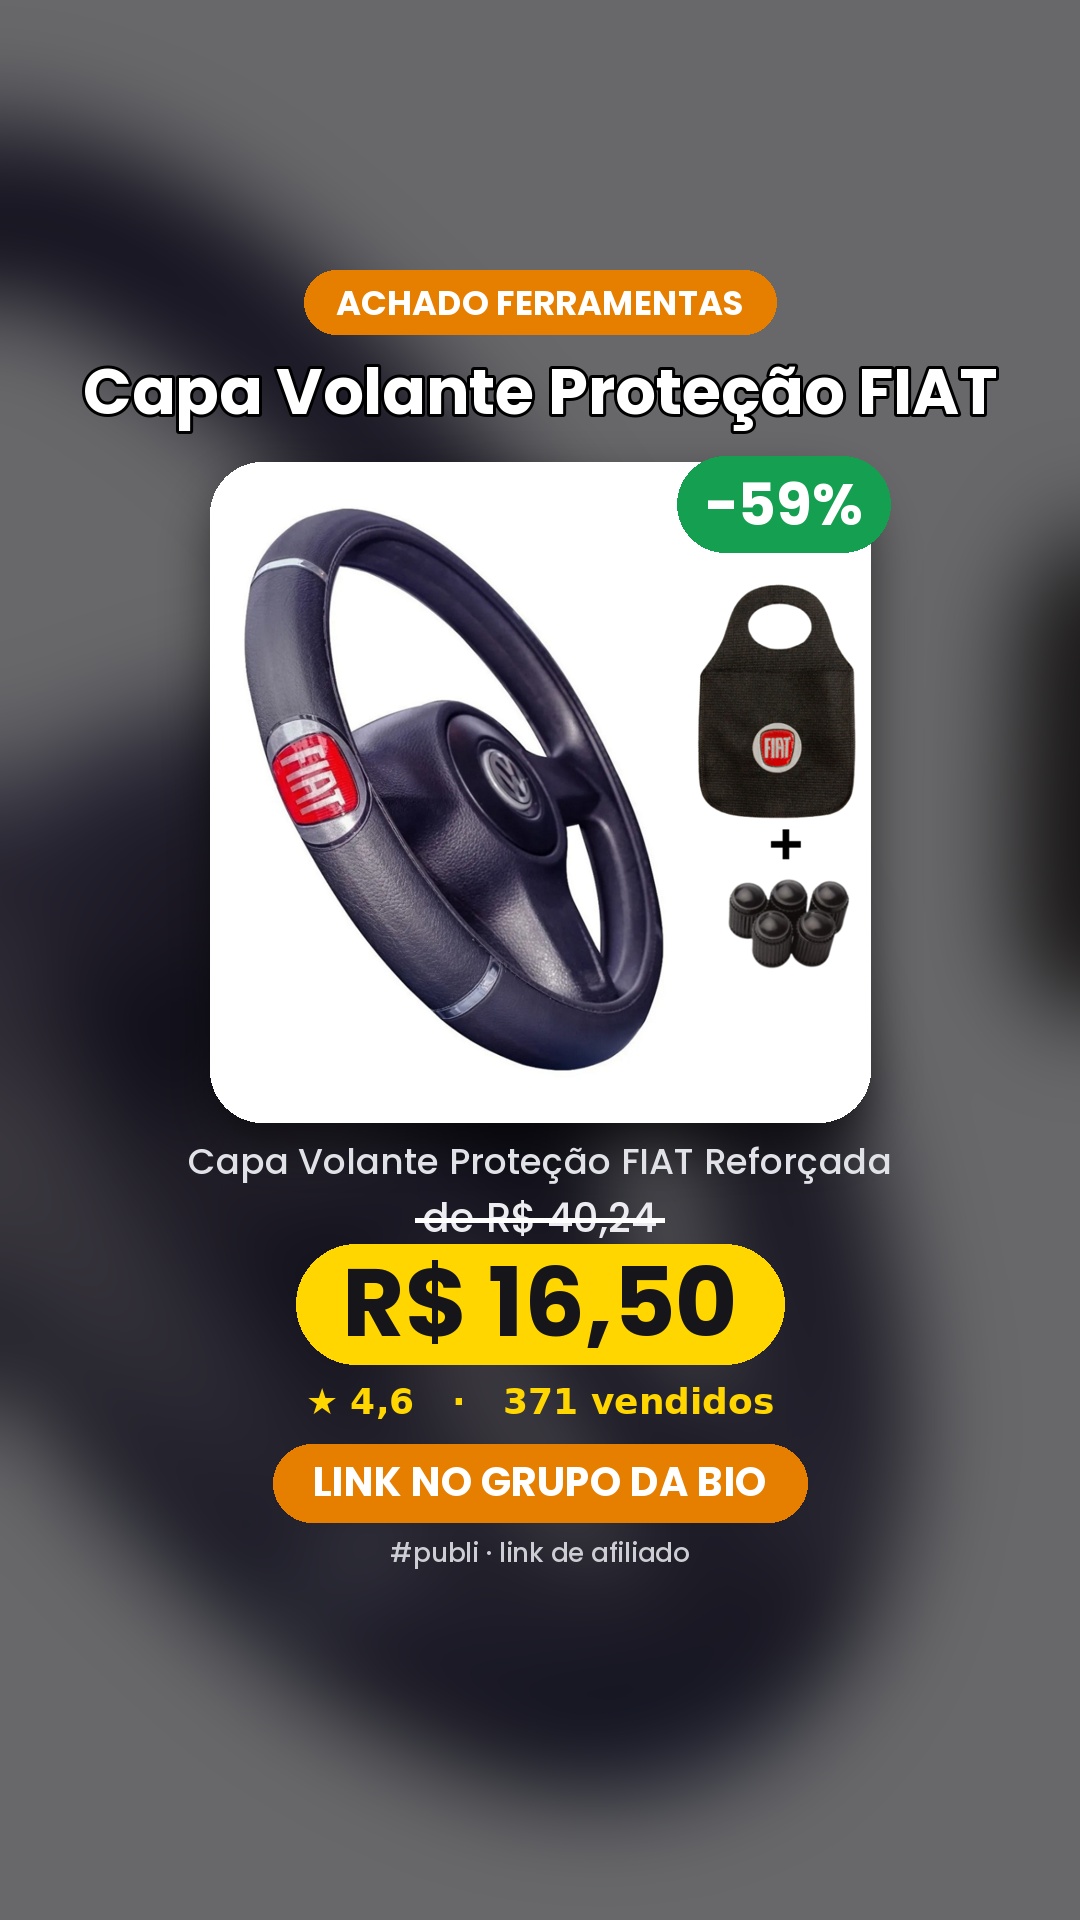 ACHADO FERRAMENTAS
Capa Volante Proteção FIAT
-59%
FIAT
FIAT
+
Capa Volante Proteção FIAT Reforçada
de R$ 40,24
R$ 16,50
★ 4,6 · 371 vendidos
LINK NO GRUPO DA BIO
#publi · link de afiliado